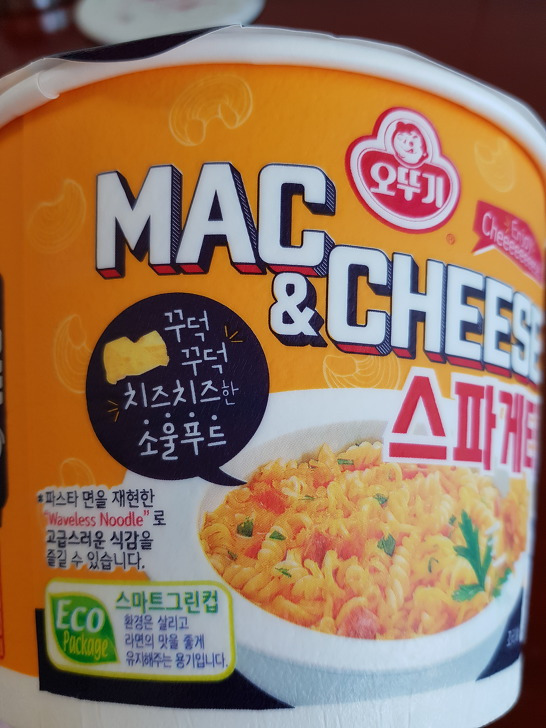 오뚜기
MAC
& CHEESE
Enjoy
스파게
꾸덕
꾸덕
치즈치즈한
소울푸드
*파스타 면을 재현한
"Waveless Noodle"로
고급스러운 식감을
즐길 수 있습니다.
Eco
Package
스마트그린컵
환경은 살리고
라면의 맛을 좋게
유지해주는 용기입니다.